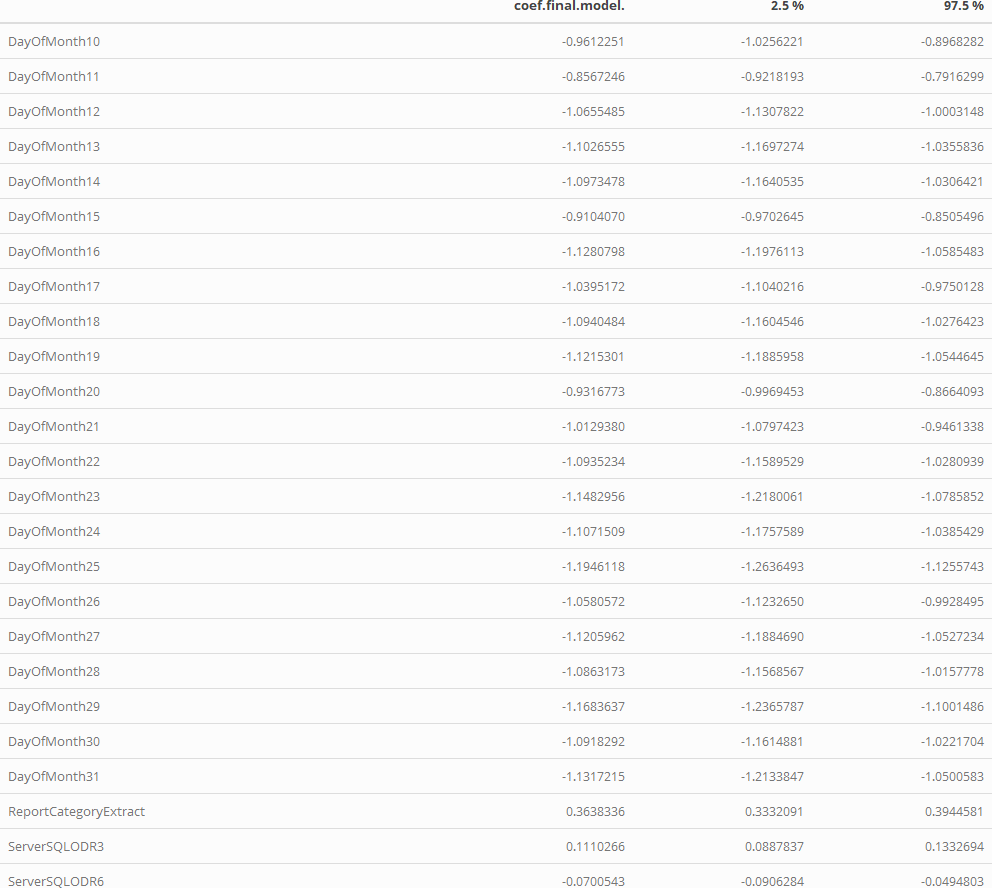 coef.final.model. 2.5 % 97.5 %
DayOfMonth10 -0.9612251 -1.0256221 -0.8968282
DayOfMonth11 -0.8567246 -0.9218193 -0.7916299
DayOfMonth12 -1.0655485 -1.1307822 -1.0003148
DayOfMonth13 -1.1026555 -1.1697274 -1.0355836
DayOfMonth14 -1.0973478 -1.1640535 -1.0306421
DayOfMonth15 -0.9104070 -0.9702645 -0.8505496
DayOfMonth16 -1.1280798 -1.1976113 -1.0585483
DayOfMonth17 -1.0395172 -1.1040216 -0.9750128
DayOfMonth18 -1.0940484 -1.1604546 -1.0276423
DayOfMonth19 -1.1215301 -1.1885958 -1.0544645
DayOfMonth20 -0.9316773 -0.9969453 -0.8664093
DayOfMonth21 -1.0129380 -1.0797423 -0.9461338
DayOfMonth22 -1.0935234 -1.1589529 -1.0280939
DayOfMonth23 -1.1482956 -1.2180061 -1.0785852
DayOfMonth24 -1.1071509 -1.1757589 -1.0385429
DayOfMonth25 -1.1946118 -1.2636493 -1.1255743
DayOfMonth26 -1.0580572 -1.1232650 -0.9928495
DayOfMonth27 -1.1205962 -1.1884690 -1.0527234
DayOfMonth28 -1.0863173 -1.1568567 -1.0157778
DayOfMonth29 -1.1683637 -1.2365787 -1.1001486
DayOfMonth30 -1.0918292 -1.1614881 -1.0221704
DayOfMonth31 -1.1317215 -1.2133847 -1.0500583
ReportCategoryExtract 0.3638336 0.3332091 0.3944581
ServerSQLODR3 0.1110266 0.0887837 0.1332694
ServerSQLODR6 -0.0700543 -0.0906284 -0.0494803